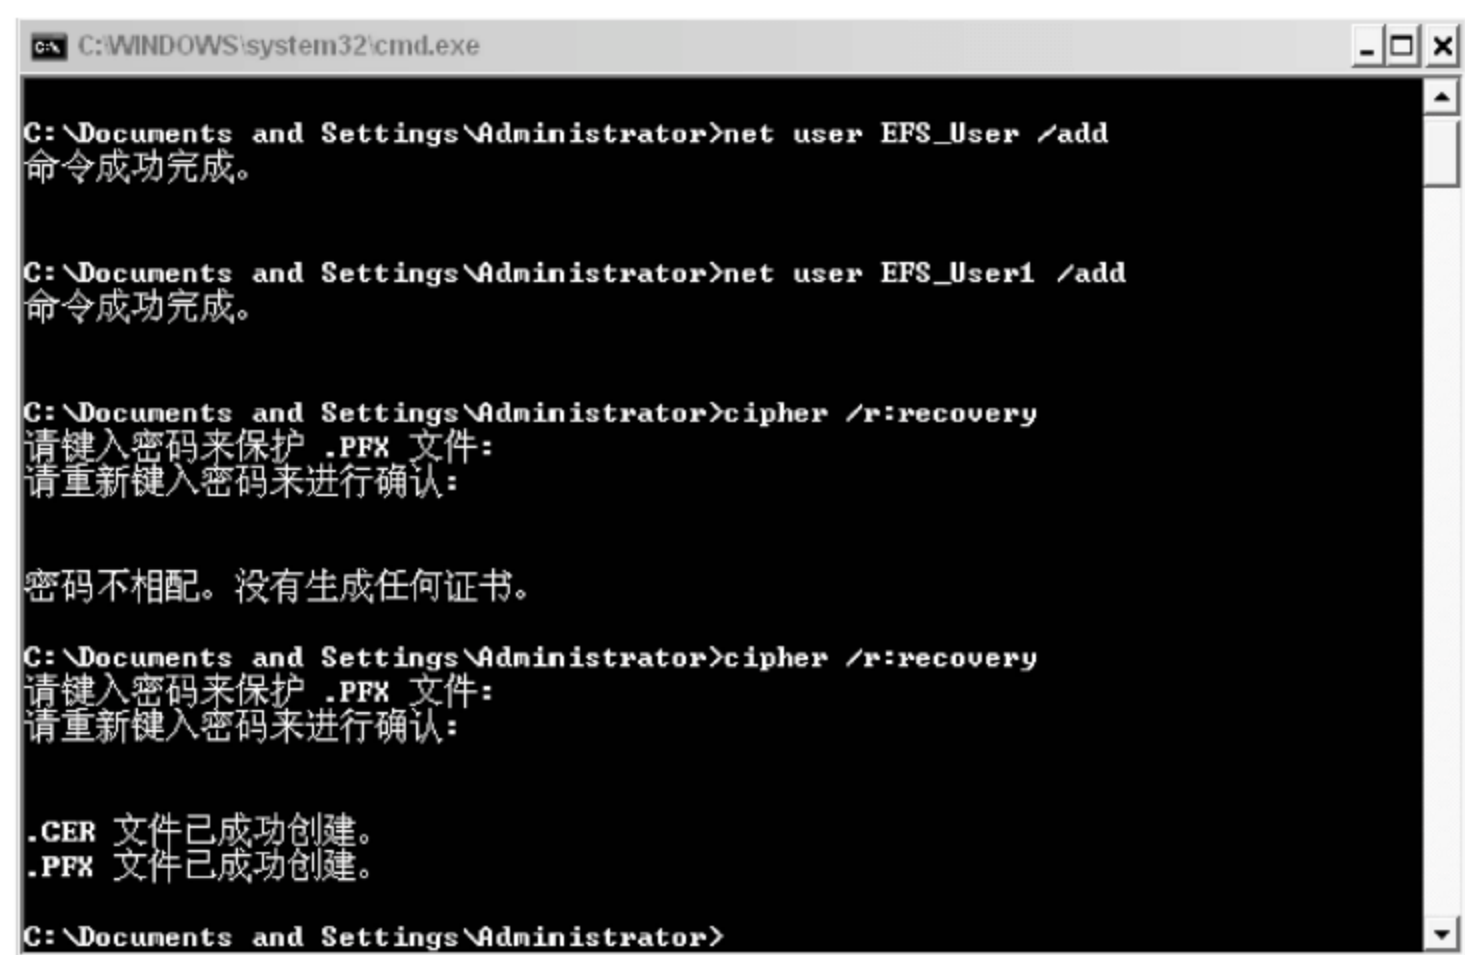 C:\WINDOWS\system32\cmd.exe
C:\Documents and Settings\Administrator>net user EFS_User /add
命令成功完成。
C:\Documents and Settings\Administrator>net user EFS_User1 /add
命令成功完成。
C:\Documents and Settings\Administrator>cipher /r:recovery
请键入密码来保护 .PFX 文件:
请重新键入密码来进行确认:
密码不相配。没有生成任何证书。
C:\Documents and Settings\Administrator>cipher /r:recovery
请键入密码来保护 .PFX 文件:
请重新键入密码来进行确认:
.CER 文件已成功创建。
.PFX 文件已成功创建。
C:\Documents and Settings\Administrator>